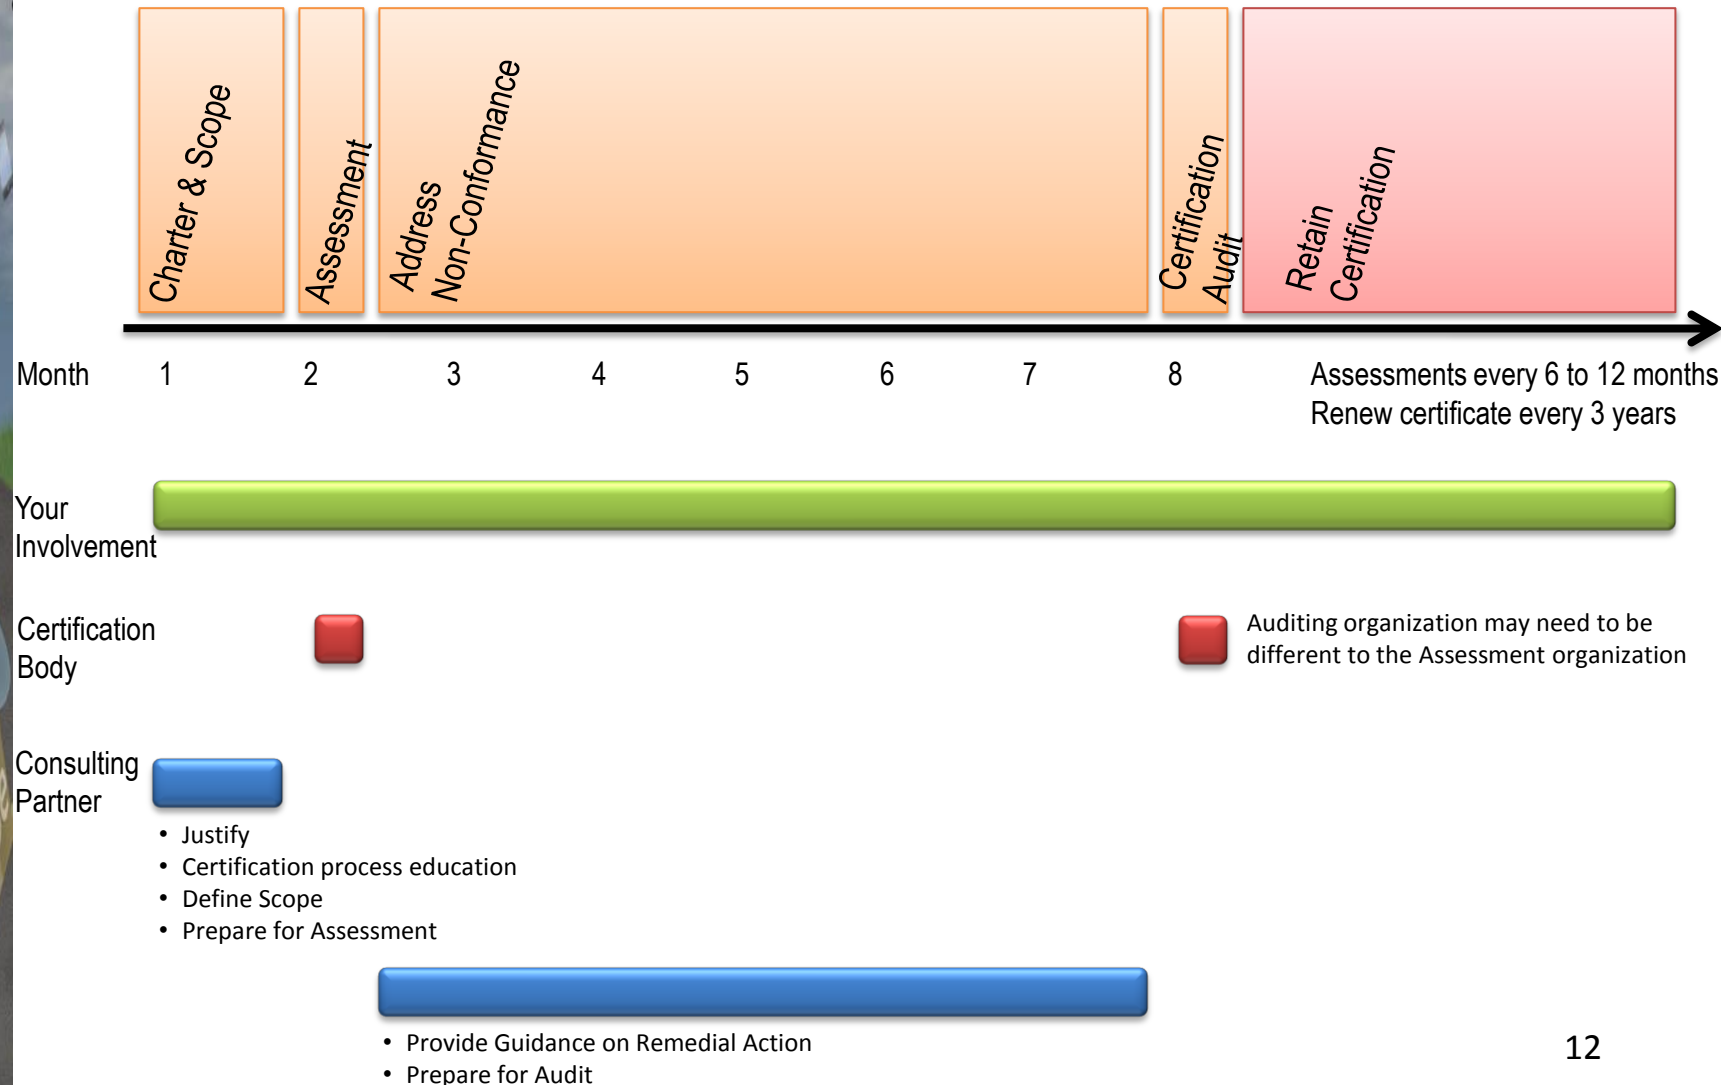 Charter & Scope
Assessment
Address
Non-Conformance
Certification
Audit
Retain
Certification
Month 1 2 3 4 5 6 7 8 Assessments every 6 to 12 months
Renew certificate every 3 years
Your
Involvement
Certification
Body
Auditing organization may need to be
different to the Assessment organization
Consulting
Partner
• Justify
• Certification process education
• Define Scope
• Prepare for Assessment
• Provide Guidance on Remedial Action
• Prepare for Audit
12